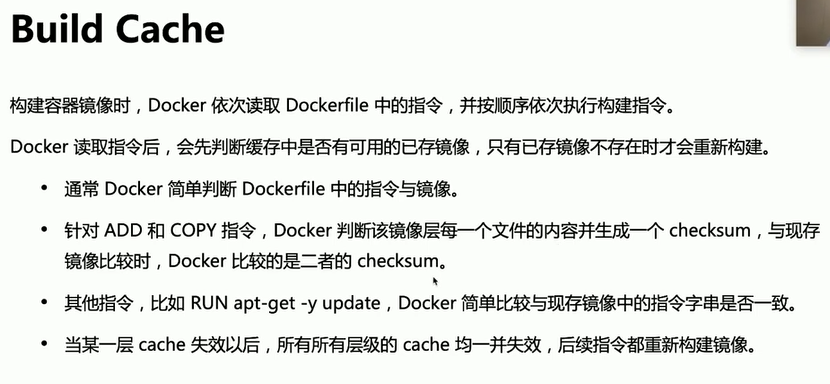 Build Cache
构建容器镜像时，Docker 依次读取 Dockerfile 中的指令，并按顺序依次执行构建指令。
Docker 读取指令后，会先判断缓存中是否有可用的已存镜像，只有已存镜像不存在时才会重新构建。
• 通常 Docker 简单判断 Dockerfile 中的指令与镜像。
• 针对 ADD 和 COPY 指令，Docker 判断该镜像层每一个文件的内容并生成一个 checksum，与现存
镜像比较时，Docker 比较的是二者的 checksum。
• 其他指令，比如 RUN apt-get -y update，Docker 简单比较与现存镜像中的指令字串是否一致。
• 当某一层 cache 失效以后，所有所有层级的 cache 均一并失效，后续指令都重新构建镜像。